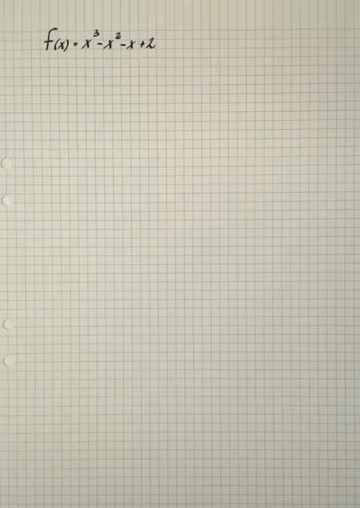 f(x) = x³-x²-x+2